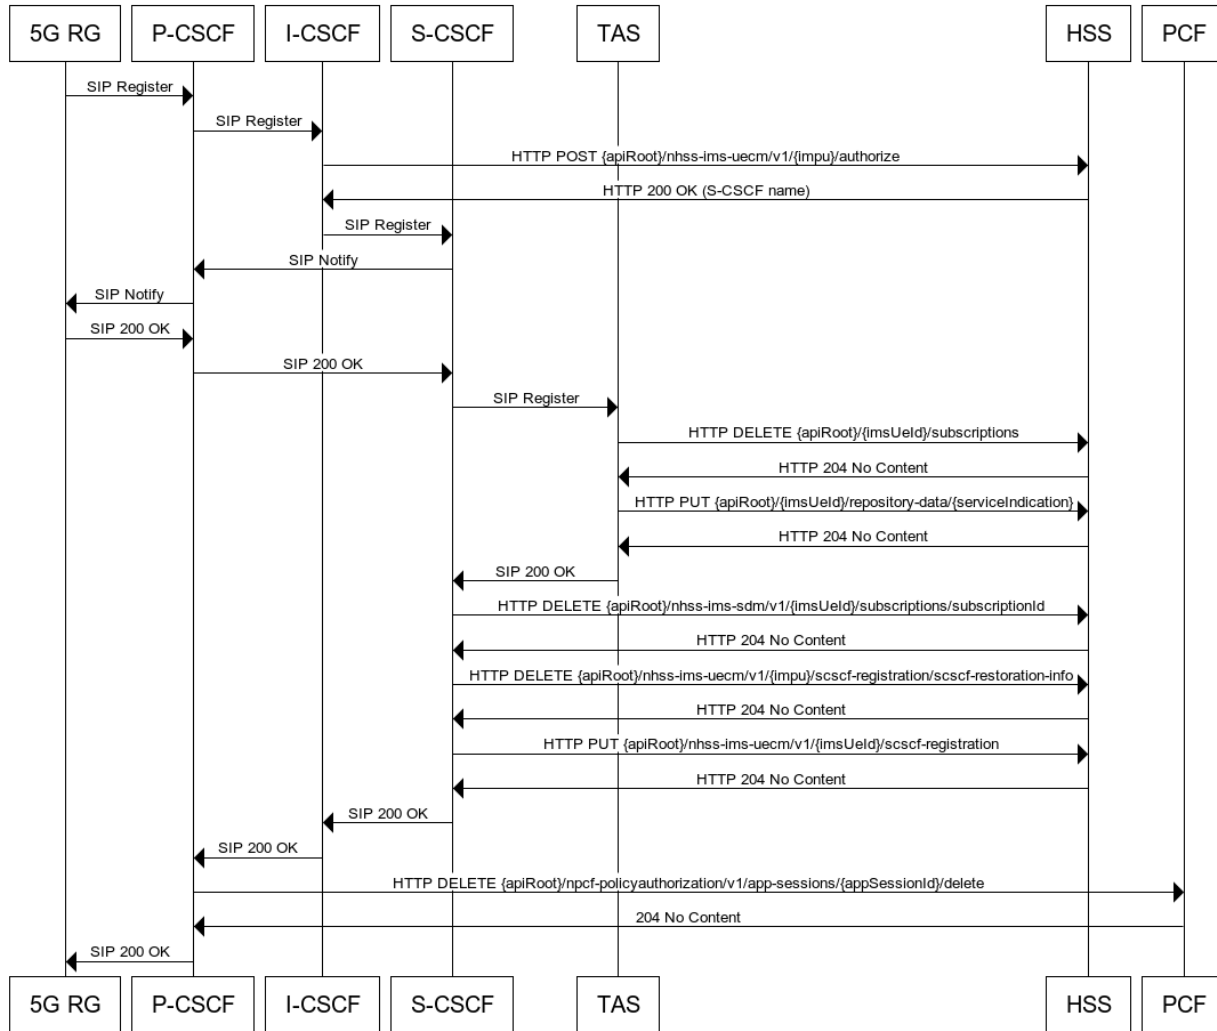 5G RG P-CSCF I-CSCF S-CSCF TAS HSS PCF
SIP Register
SIP Register
HTTP POST {apiRoot}/nhss-ims-uecm/v1/{impu}/authorize
HTTP 200 OK (S-CSCF name)
SIP Register
SIP Notify
SIP Notify
SIP 200 OK
SIP 200 OK
SIP Register
HTTP DELETE {apiRoot}/{imsUeId}/subscriptions
HTTP 204 No Content
HTTP PUT {apiRoot}/{imsUeId}/repository-data/{serviceIndication}
HTTP 204 No Content
SIP 200 OK
HTTP DELETE {apiRoot}/nhss-ims-sdm/v1/{imsUeId}/subscriptions/subscriptionId
HTTP 204 No Content
HTTP DELETE {apiRoot}/nhss-ims-uecm/v1/{impu}/scscf-registration/scscf-restoration-info
HTTP 204 No Content
HTTP PUT {apiRoot}/nhss-ims-uecm/v1/{imsUeId}/scscf-registration
HTTP 204 No Content
SIP 200 OK
SIP 200 OK
HTTP DELETE {apiRoot}/npcf-policyauthorization/v1/app-sessions/{appSessionId}/delete
204 No Content
SIP 200 OK
5G RG P-CSCF I-CSCF S-CSCF TAS HSS PCF